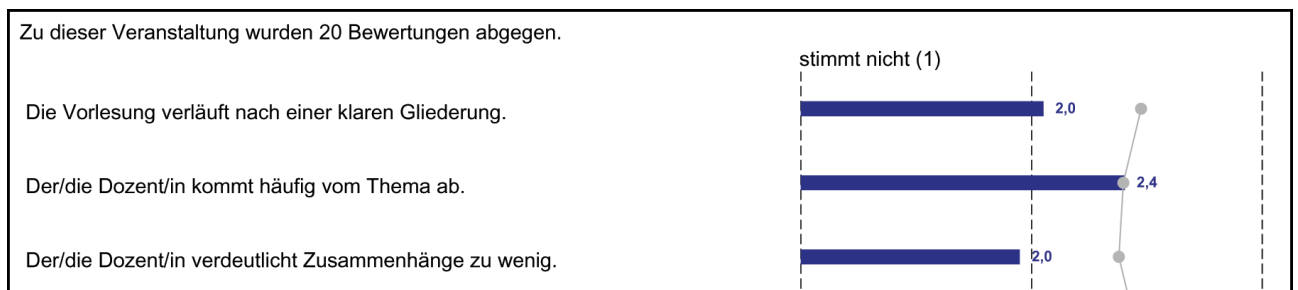 Zu dieser Veranstaltung wurden 20 Bewertungen abgegen.
stimmt nicht (1)
Die Vorlesung verläuft nach einer klaren Gliederung.
2,0
Der/die Dozent/in kommt häufig vom Thema ab.
2,4
Der/die Dozent/in verdeutlicht Zusammenhänge zu wenig.
2,0